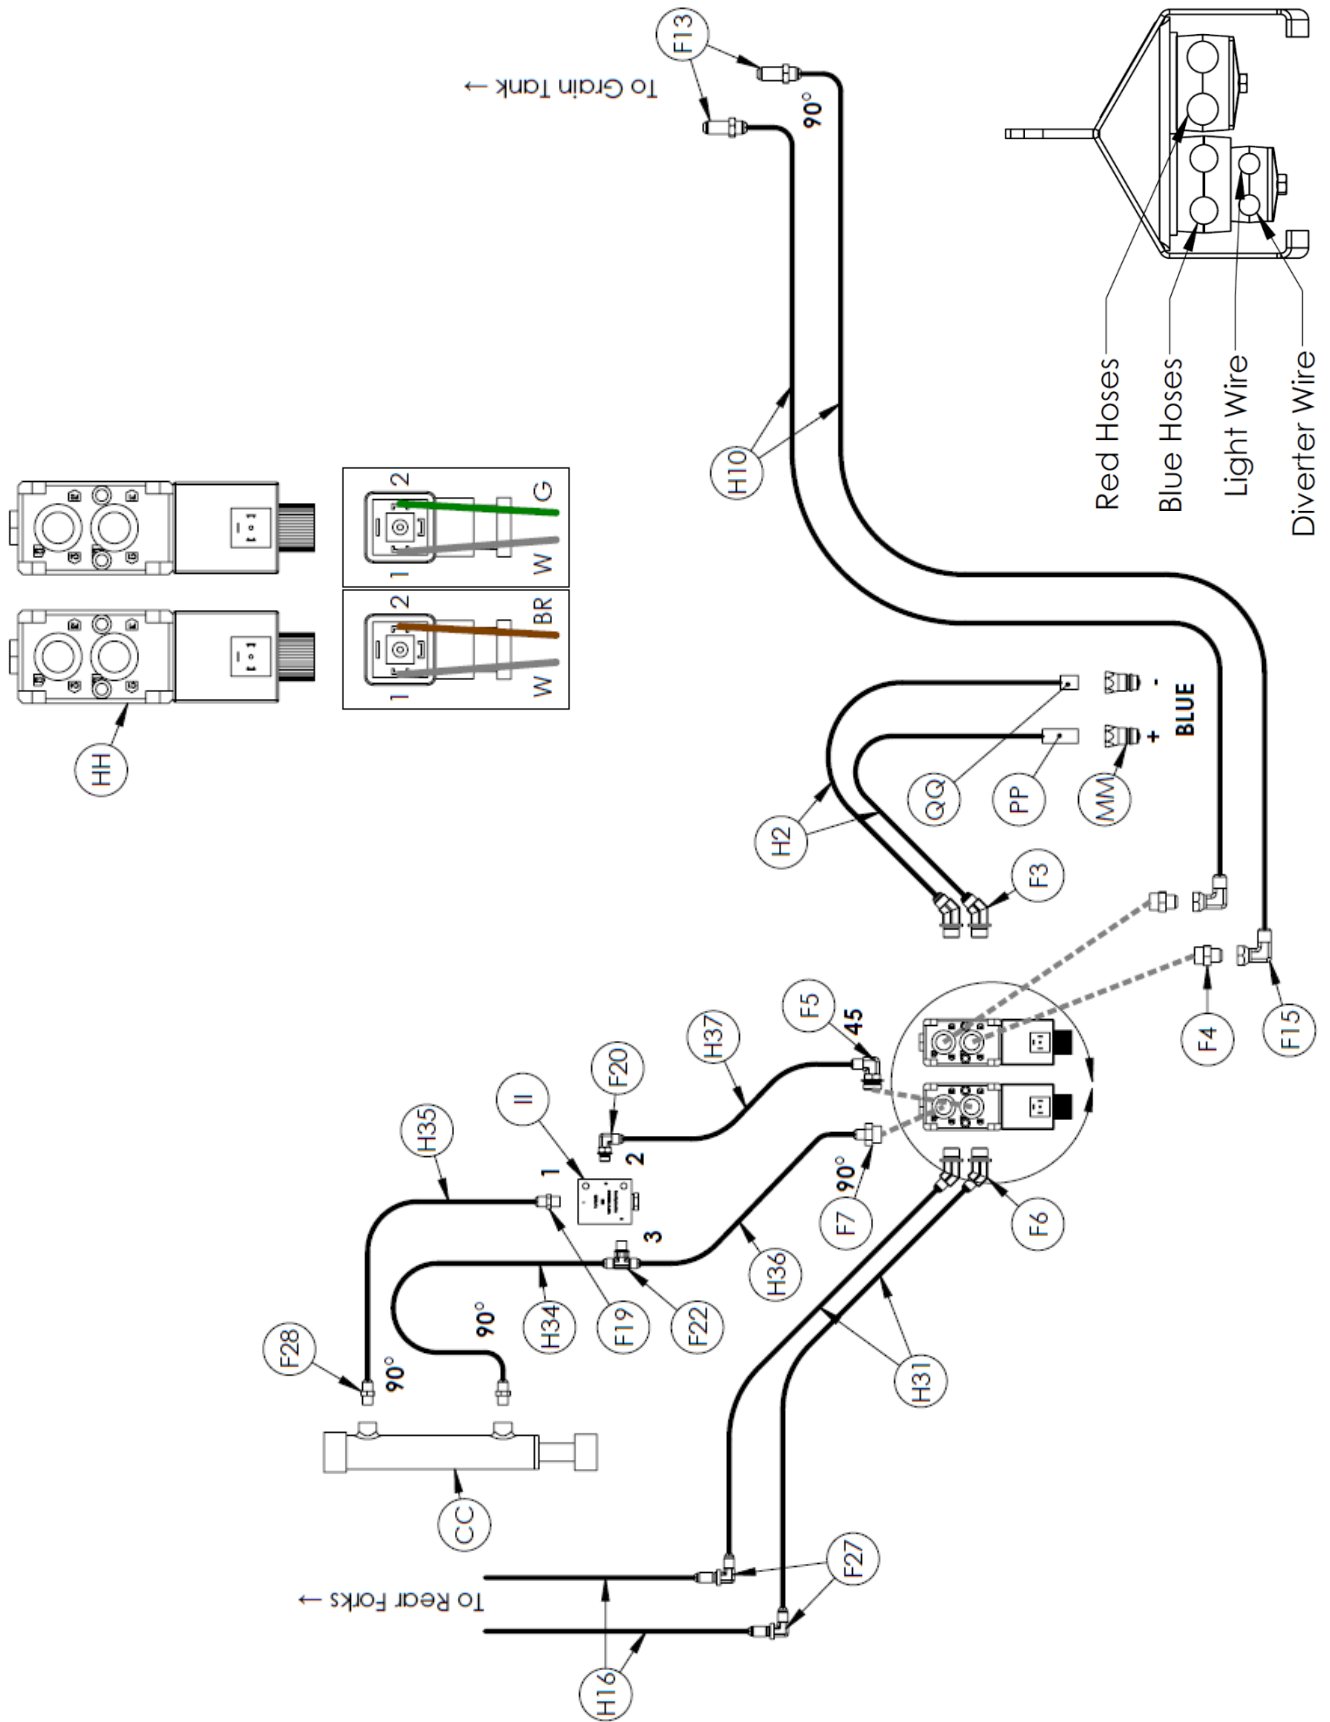 To Rear Forks →
H16
F27
CC
F28
90°
90°
H35
H34
F19
F22
1
2
3
II
F20
H37
H36
90°
F7
F5
45
H31
F6
F3
H2
QQ
PP
MM
+
-
BLUE
F4
F15
H10
To Grain Tank →
F13
90°
HH
1
2
W
BR
1
2
W
G
Red Hoses
Blue Hoses
Light Wire
Diverter Wire